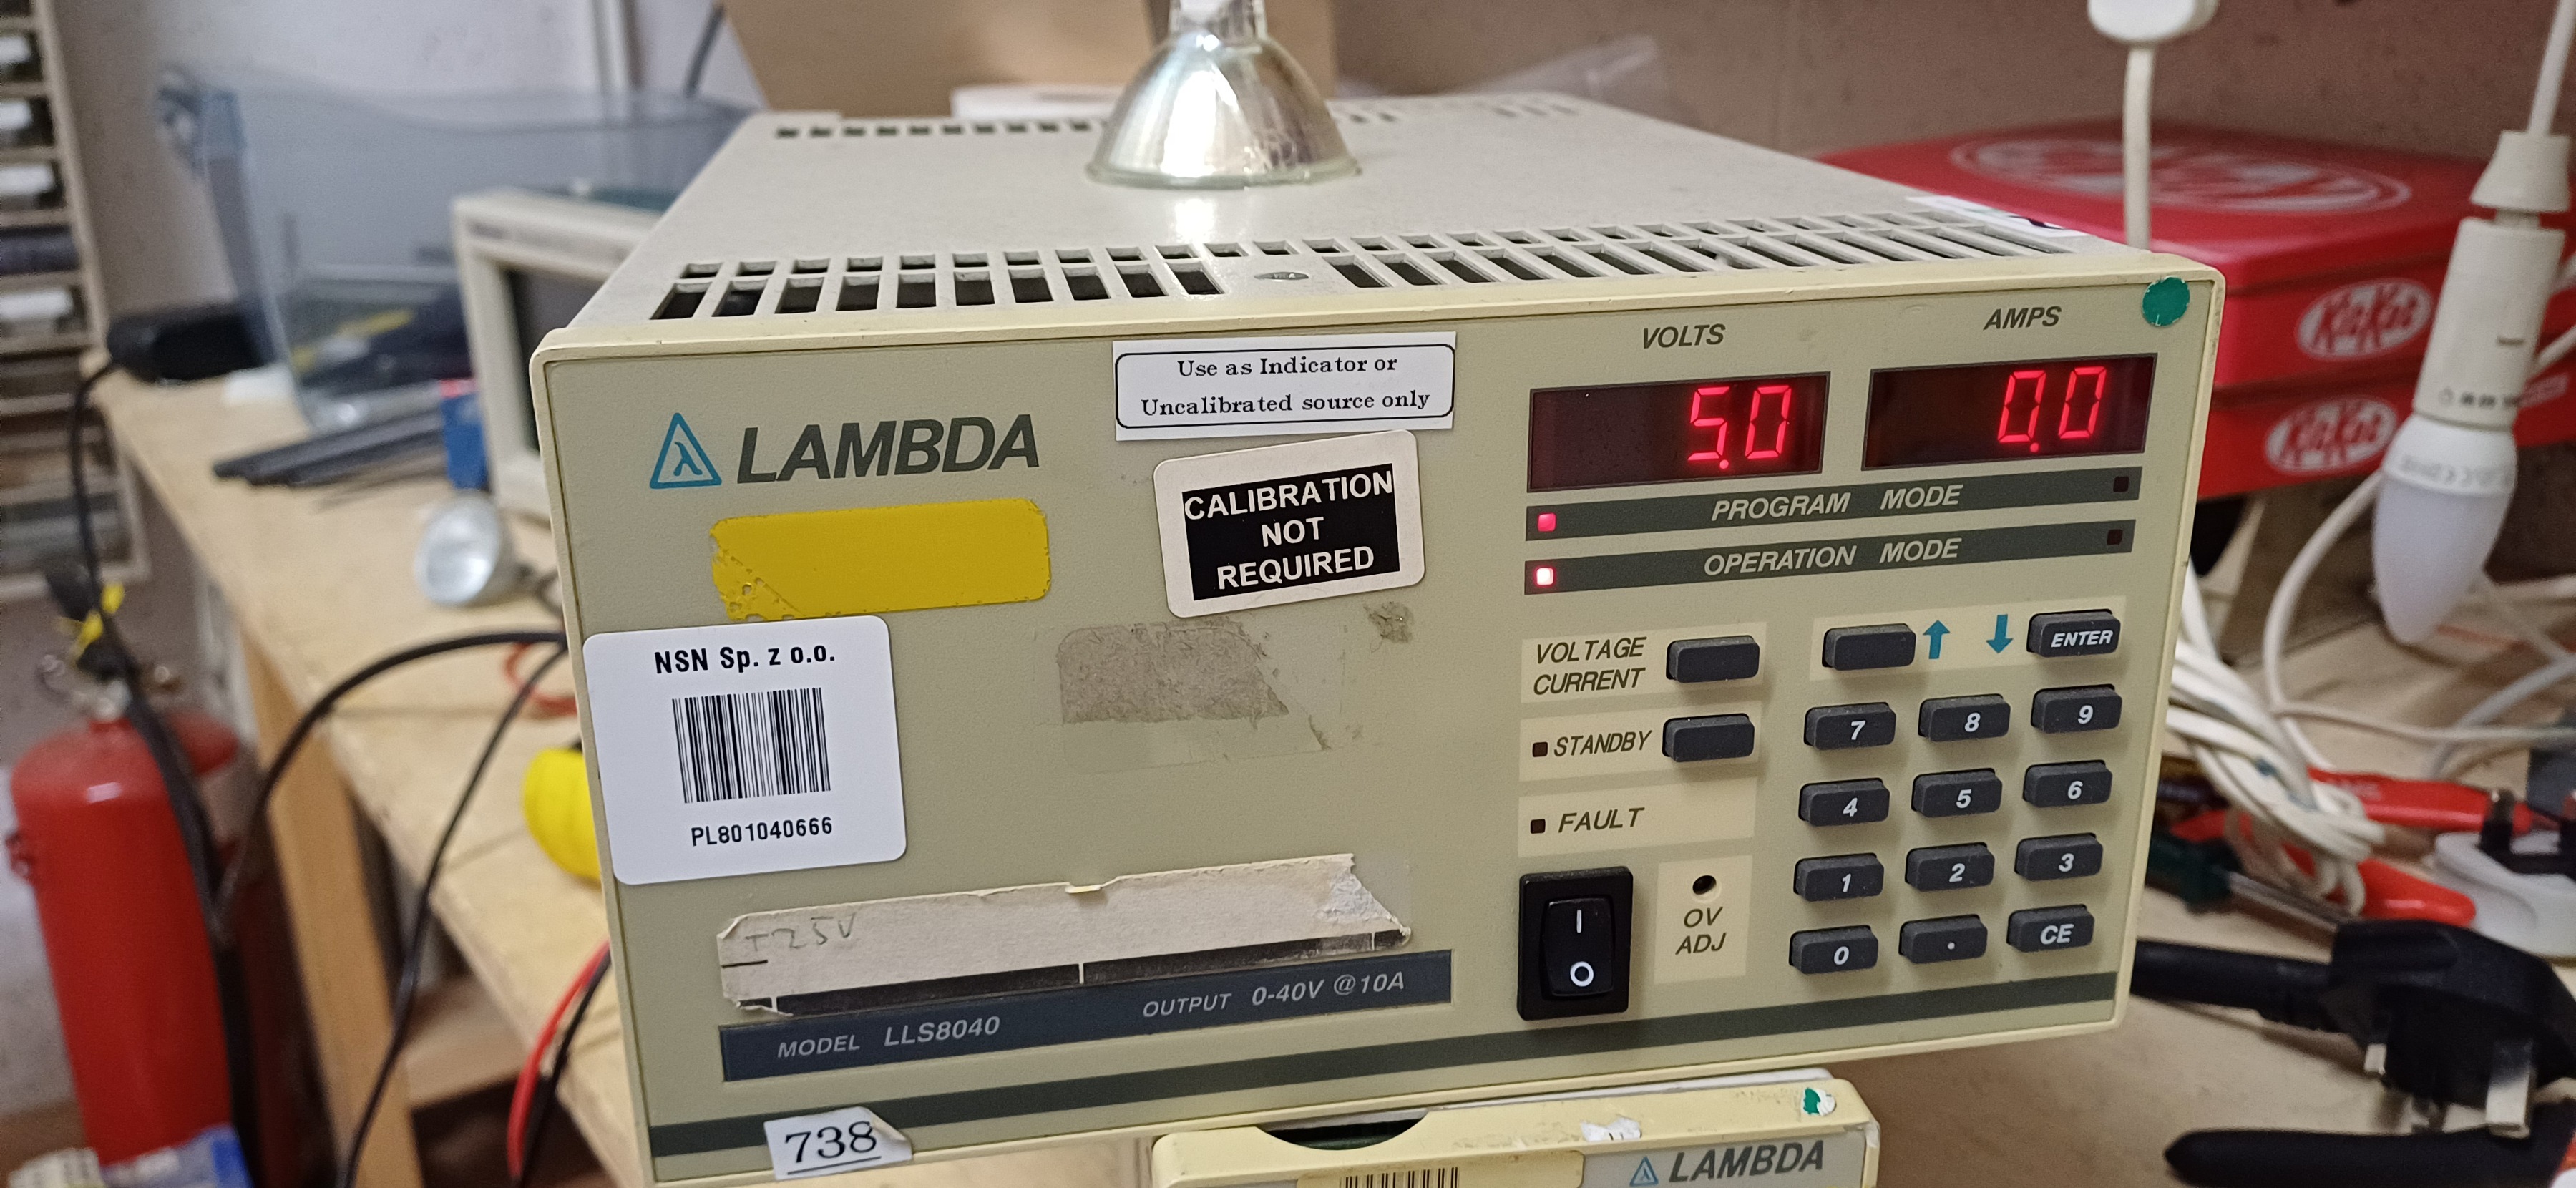 VOLTS
AMPS
Use as Indicator or
Uncalibrated source only
5.0
0.0
KitKat
KitKat
LAMBDA
CALIBRATION
NOT
REQUIRED
PROGRAM MODE
OPERATION MODE
NSN Sp. z o.o.
PL801040666
VOLTAGE
CURRENT
ENTER
STANDBY
7 8 9
FAULT
4 5 6
1 2 3
OV
ADJ
0 . CE
I
O
MODEL LLS8040
OUTPUT 0-40V @10A
738
LAMBDA